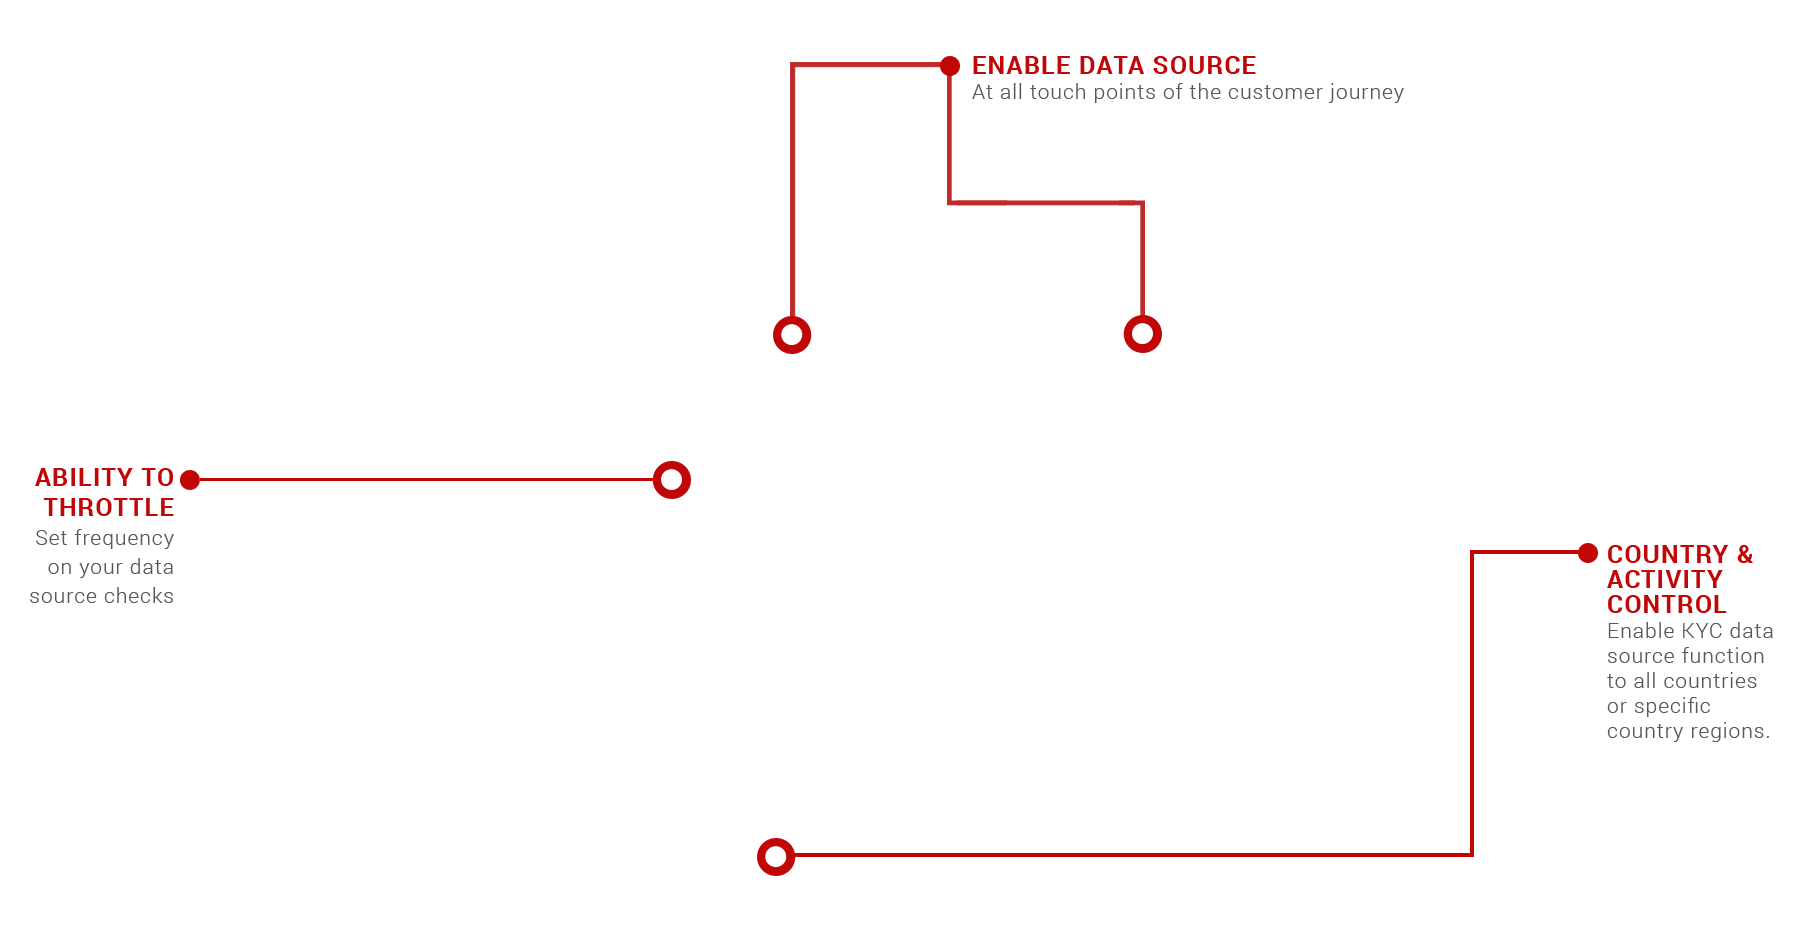 ENABLE DATA SOURCE
At all touch points of the customer journey
ABILITY TO
THROTTLE
Set frequency
on your data
source checks
COUNTRY &
ACTIVITY
CONTROL
Enable KYC data
source function
to all countries
or specific
country regions.